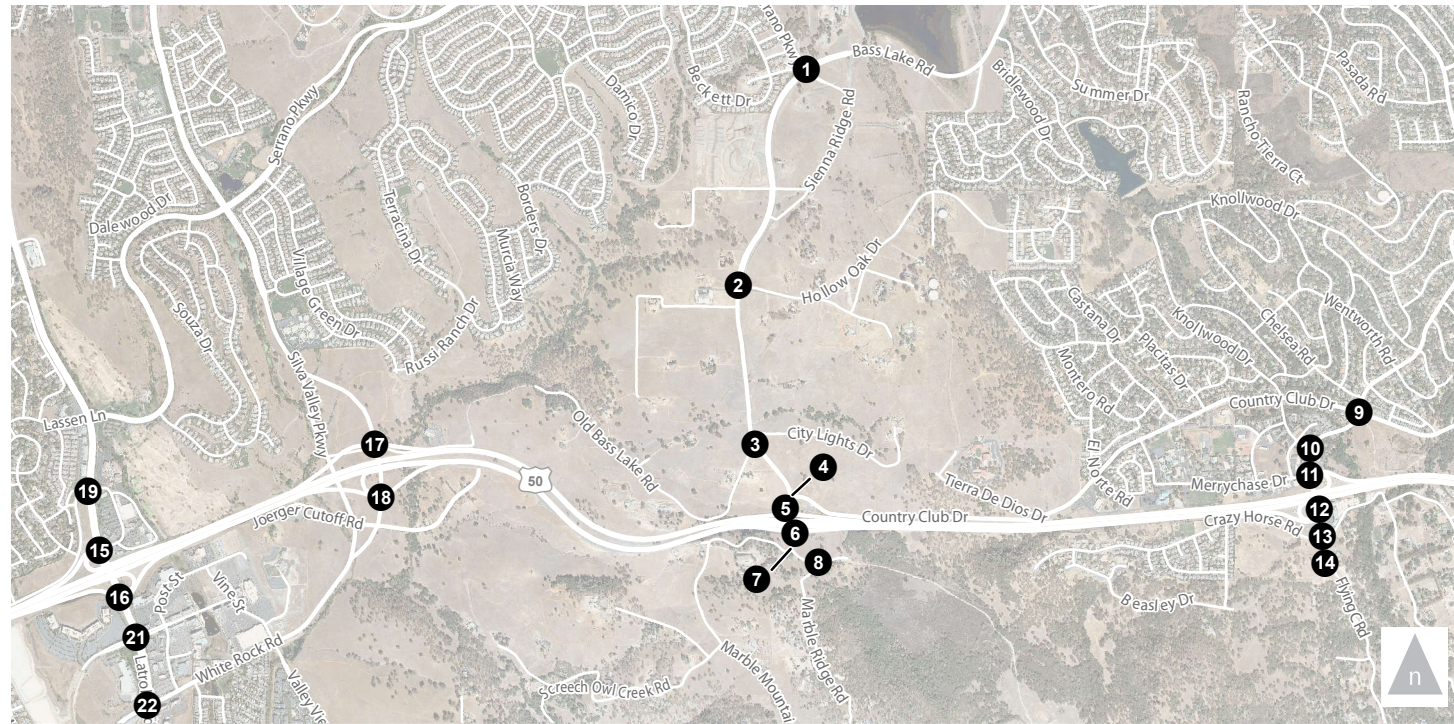 rano Pkwy
1
Bass Lake Rd
Beckett Dr
Damico Dr
Sienna Ridge Rd
Bridlewood Dr
Summer Dr
Pasada Rd
Rancho Tierra Ct
Serrano Pkwy
Dalewood Dr
Terracina Dr
Borders Dr
Murcia Way
Knollwood Dr
Village Green Dr
Souza Dr
Russi Ranch Dr
2
Hollow Oak Dr
Castana Dr
Knollwood Dr
Placitas Dr
Chelsea Rd
Wentworth Rd
Montero Rd
Silva Valley Pkwy
Lassen Ln
Country Club Dr
9
17
3
City Lights Dr
Old Bass Lake Rd
4
El Norte Rd
10
11
Merrychase Dr
50
Tierra De Dios Dr
19
18
5
12
Joerger Cutoff Rd
Country Club Dr
Crazy Horse Rd
6
13
15
8
14
7
16
Post St
Vine St
Marble Ridge Rd
Beasley Dr
Flying C Rd
21
Latro
White Rock Rd
Valley Vie
Screech Owl Creek Rd
Marble Mountai
22
n